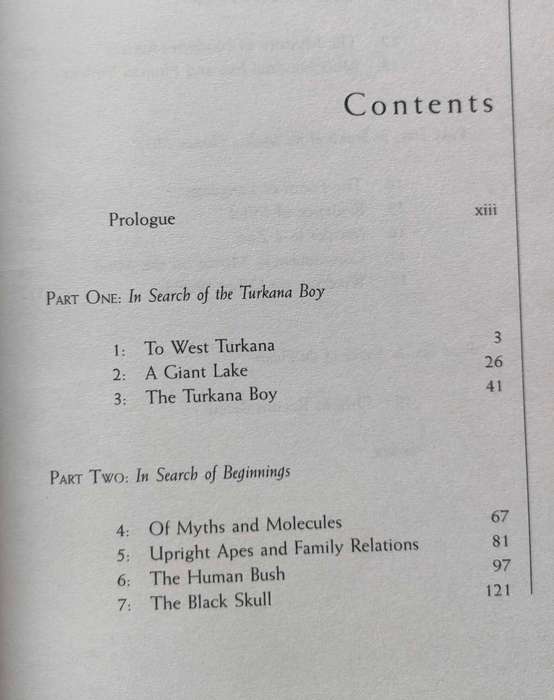 Contents
Prologue xiii
PART ONE: In Search of the Turkana Boy
1: To West Turkana 3
2: A Giant Lake 26
3: The Turkana Boy 41
PART TWO: In Search of Beginnings
4: Of Myths and Molecules 67
5: Upright Apes and Family Relations 81
6: The Human Bush 97
7: The Black Skull 121